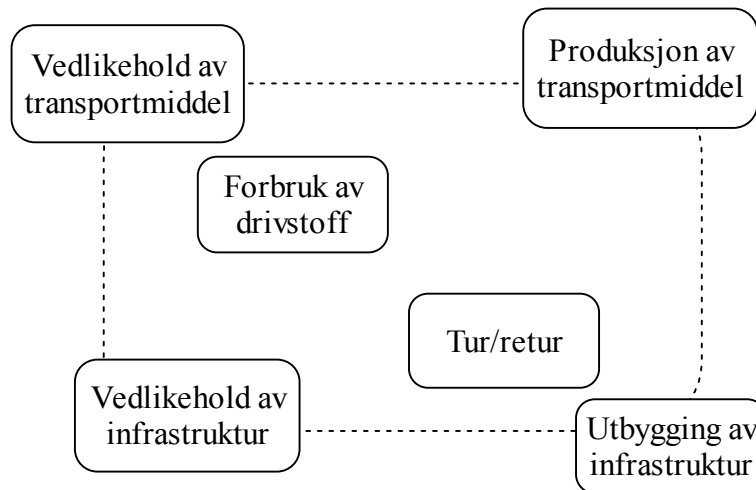 Vedlikehold av
transportmiddel
Produksjon av
transportmiddel
Forbruk av
drivstoff
Tur/retur
Vedlikehold av
infrastruktur
Utbygging av
infrastruktur